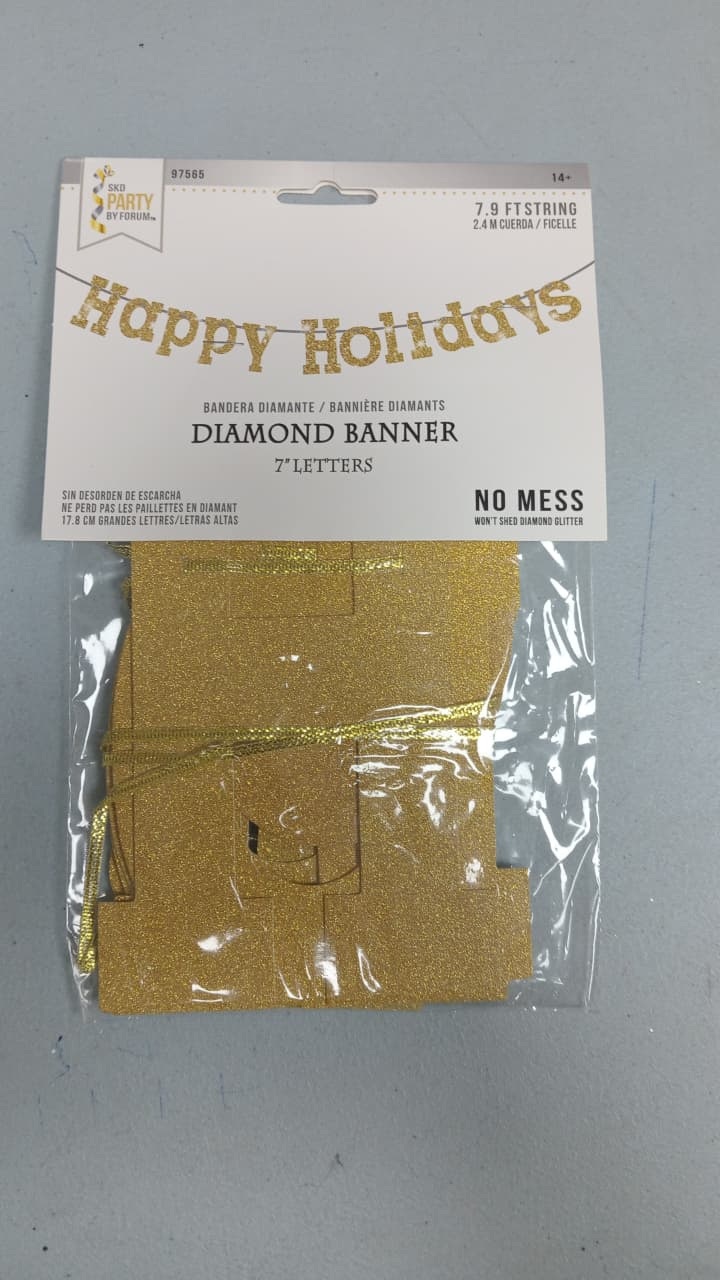 97565
14+
SKD
PARTY
BY FORUM™
7.9 FT STRING
2.4 M CUERDA / FICELLE
Happy Holidays
BANDERA DIAMANTE / BANNIÈRE DIAMANTS
DIAMOND BANNER
7" LETTERS
SIN DESORDEN DE ESCARCHA
NE PERD PAS LES PAILLETTES EN DIAMANT
17.8 CM GRANDES LETTRES/LETRAS ALTAS
NO MESS
WON'T SHED DIAMOND GLITTER